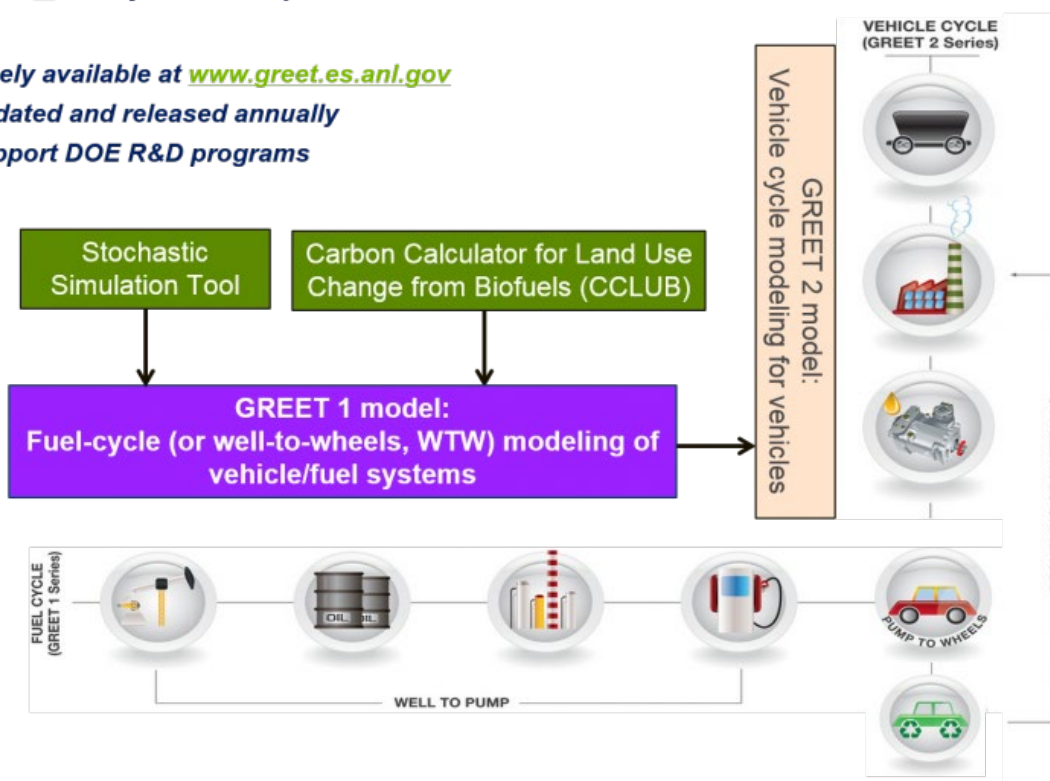 ely available at www.greet.es.anl.gov
dated and released annually
pport DOE R&D programs
VEHICLE CYCLE
(GREET 2 Series)
Stochastic
Simulation Tool
Carbon Calculator for Land Use
Change from Biofuels (CCLUB)
GREET 2 model:
Vehicle cycle modeling for vehicles
GREET 1 model:
Fuel-cycle (or well-to-wheels, WTW) modeling of
vehicle/fuel systems
FUEL CYCLE
(GREET 1 Series)
OIL
OIL
PUMP TO WHEELS
WELL TO PUMP